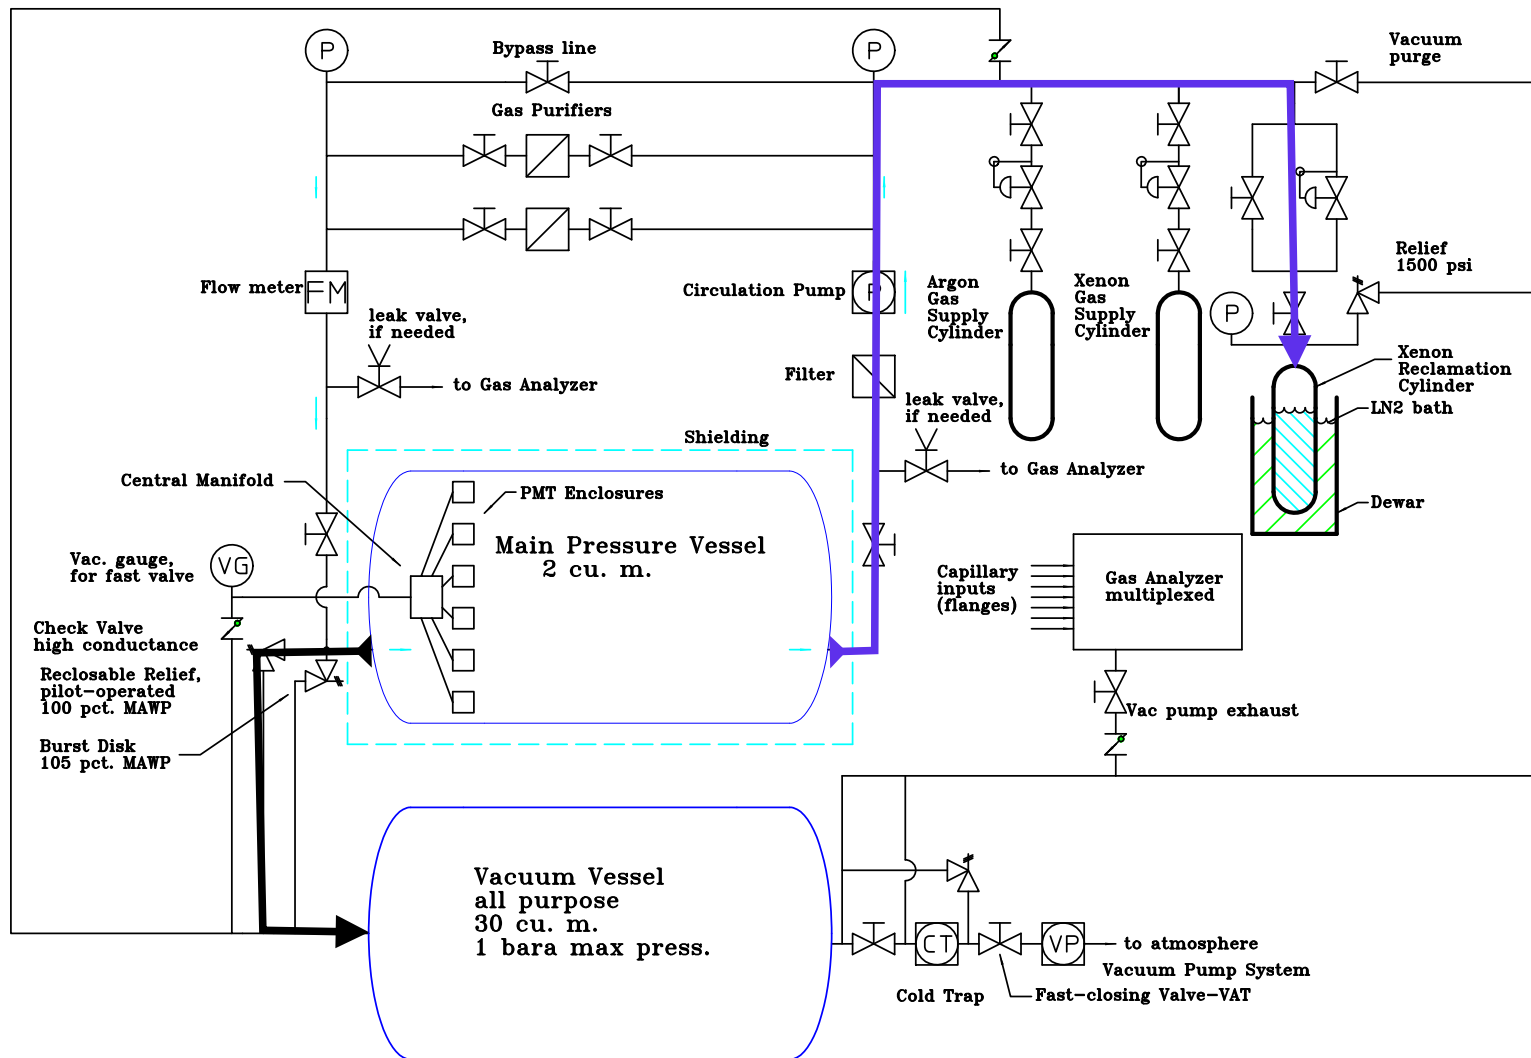 P
Bypass line
P
Vacuum
purge
Gas Purifiers
Flow meter
FM
Circulation Pump
P
Argon
Gas
Supply
Cylinder
Xenon
Gas
Supply
Cylinder
Relief
1500 psi
P
leak valve,
if needed
to Gas Analyzer
Filter
leak valve,
if needed
to Gas Analyzer
Xenon
Reclamation
Cylinder
LN2 bath
Dewar
Shielding
Central Manifold
PMT Enclosures
Main Pressure Vessel
2 cu. m.
Vac. gauge,
for fast valve
VG
Capillary
inputs
(flanges)
Gas Analyzer
multiplexed
Check Valve
high conductance
Reclosable Relief,
pilot-operated
100 pct. MAWP
Burst Disk
105 pct. MAWP
Vac pump exhaust
Vacuum Vessel
all purpose
30 cu. m.
1 bara max press.
CT
VP
to atmosphere
Vacuum Pump System
Cold Trap
Fast-closing Valve-VAT